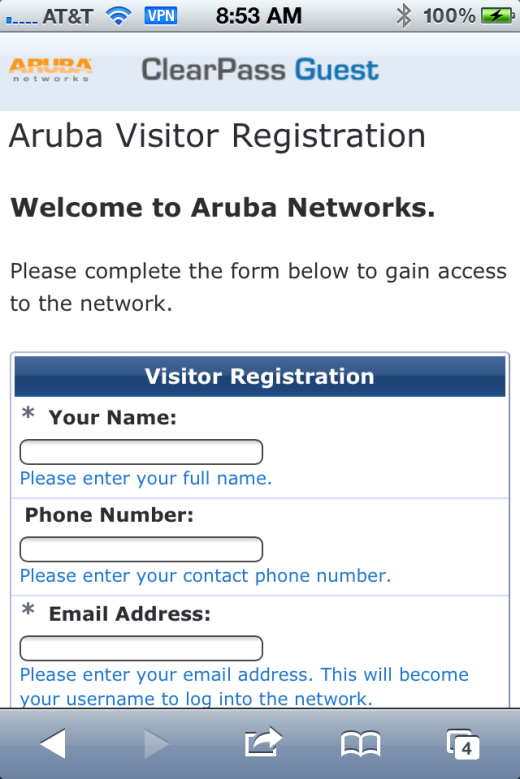 AT&T VPN 8:53 AM 100%
ARUBA
networks
ClearPass Guest
Aruba Visitor Registration
Welcome to Aruba Networks.
Please complete the form below to gain access
to the network.
Visitor Registration
* Your Name:
Please enter your full name.
Phone Number:
Please enter your contact phone number.
* Email Address:
Please enter your email address. This will become
your username to log into the network.
4